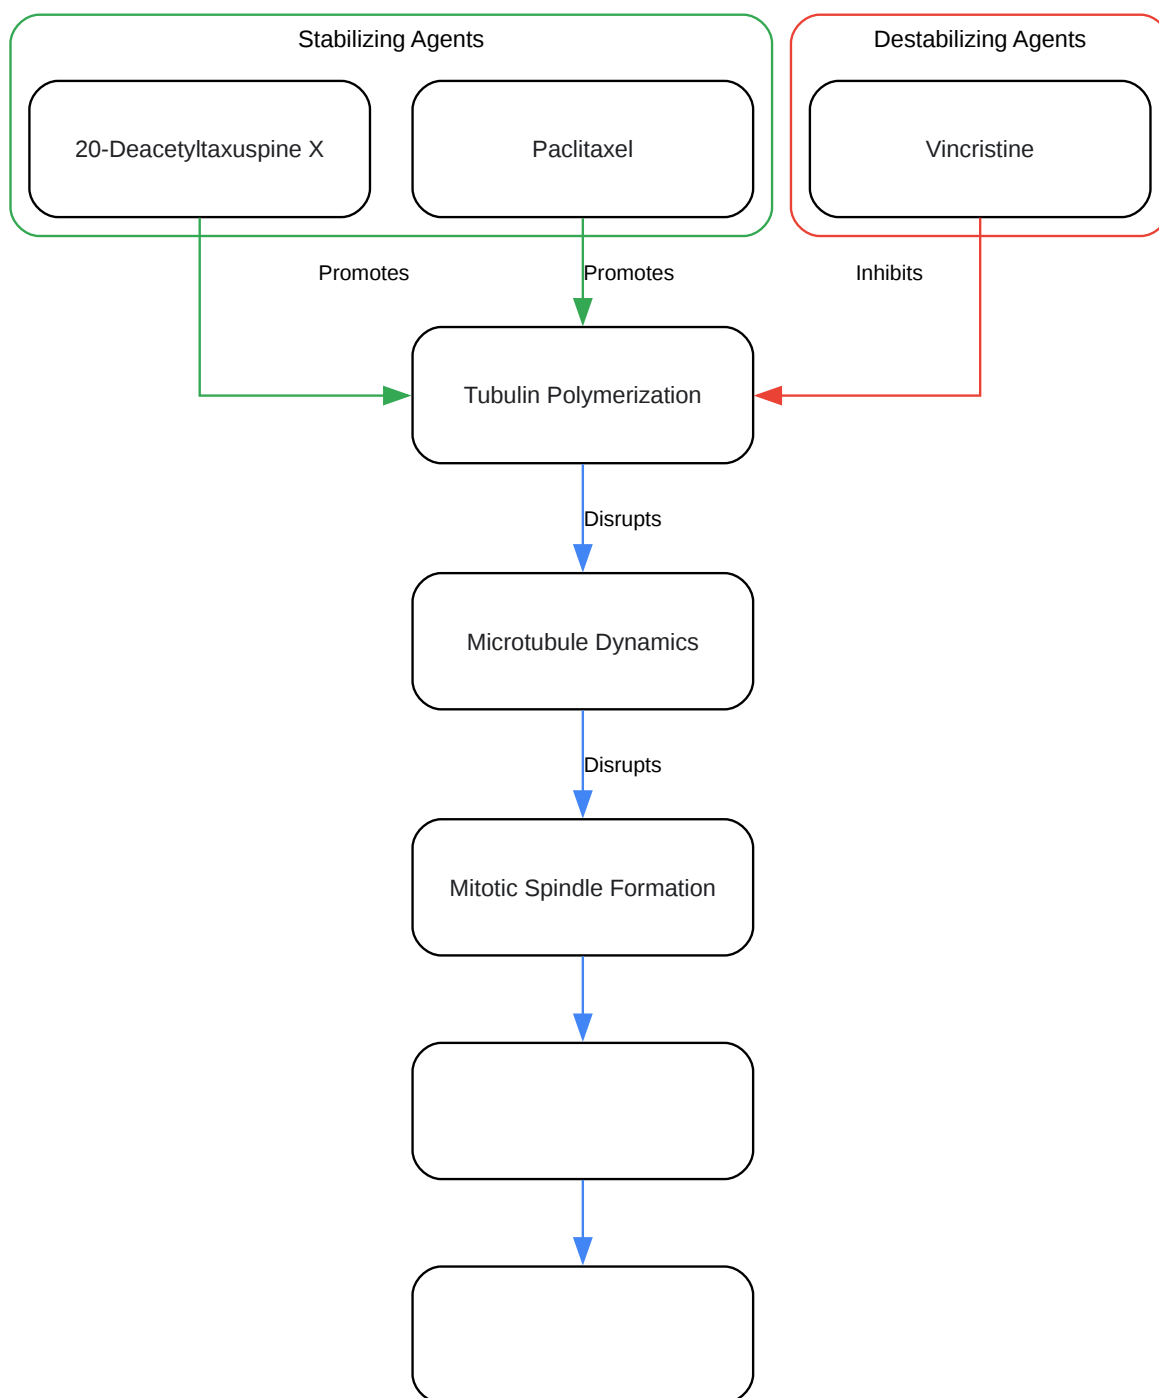 Stabilizing Agents
Destabilizing Agents
20-Deacetyltaxuspine X
Paclitaxel
Vincristine
Promotes
Promotes
Inhibits
Tubulin Polymerization
Disrupts
Microtubule Dynamics
Disrupts
Mitotic Spindle Formation